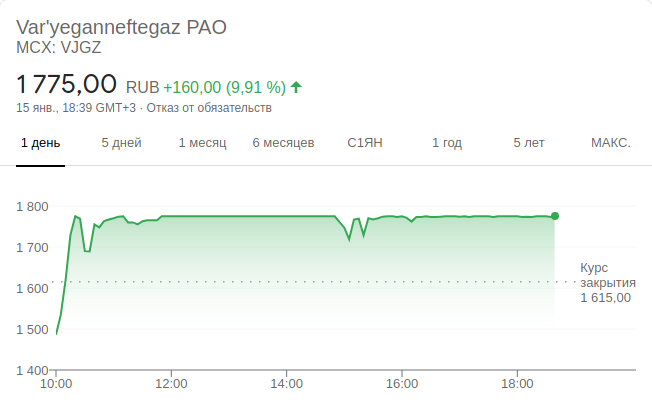 Var'yeganneftegaz PAO
MCX: VJGZ
1 775,00 RUB +160,00 (9,91 %)
15 янв., 18:39 GMT+3 · Отказ от обязательств
1 день 5 дней 1 месяц 6 месяцев С1ЯН 1 год 5 лет МАКС.
1 800
1 700
1 600
1 500
1 400
Курс
закрытия
1 615,00
10:00 12:00 14:00 16:00 18:00